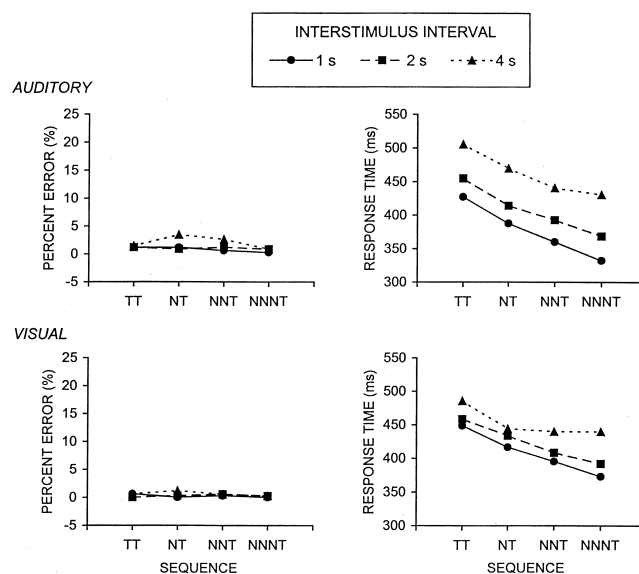 INTERSTIMULUS INTERVAL
1 s 2 s 4 s
AUDITORY
PERCENT ERROR (%)
25
20
15
10
5
0
-5
TT NT NNT NNNT
RESPONSE TIME (ms)
550
500
450
400
350
300
TT NT NNT NNNT
VISUAL
PERCENT ERROR (%)
25
20
15
10
5
0
-5
TT NT NNT NNNT
SEQUENCE
RESPONSE TIME (ms)
550
500
450
400
350
300
TT NT NNT NNNT
SEQUENCE